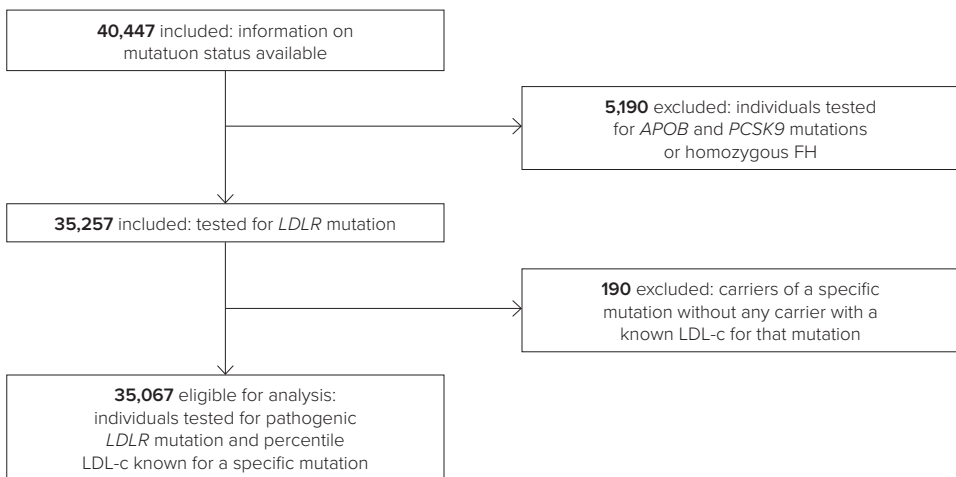 40,447 included: information on
mutatuon status available
5,190 excluded: individuals tested
for APOB and PCSK9 mutations
or homozygous FH
35,257 included: tested for LDLR mutation
190 excluded: carriers of a specific
mutation without any carrier with a
known LDL-c for that mutation
35,067 eligible for analysis:
individuals tested for pathogenic
LDLR mutation and percentile
LDL-c known for a specific mutation